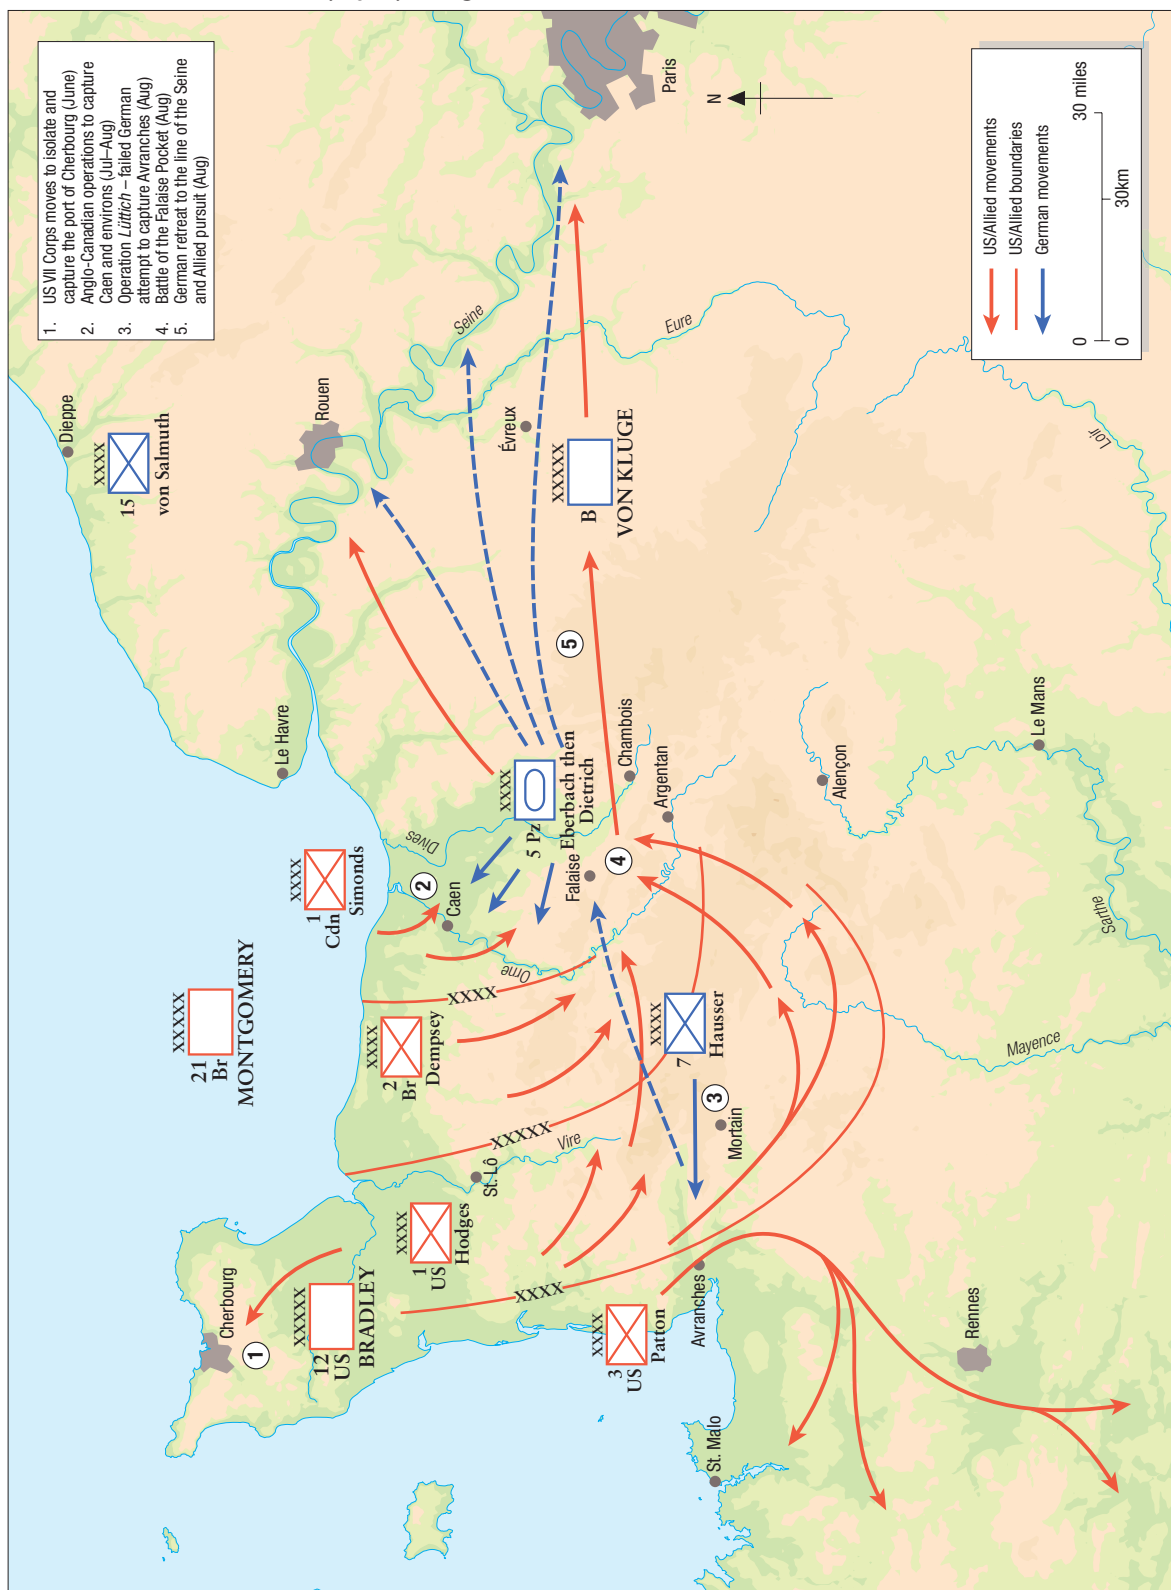 1. US VII Corps moves to isolate and
capture the port of Cherbourg (June)
2. Anglo-Canadian operations to capture
Caen and environs (Jul–Aug)
3. Operation Lüttich – failed German
attempt to capture Avranches (Aug)
4. Battle of the Falaise Pocket (Aug)
5. German retreat to the line of the Seine
and Allied pursuit (Aug)
Dieppe
XXXX
15
von Salmuth
Rouen
Seine
Paris
N
Le Havre
Évreux
Eure
XXXXX
B
VON KLUGE
5
XXXX
1
Cdn
Simonds
XXXXX
21
Br
MONTGOMERY
Dives
2
Caen
Orne
XXXX
5 Pz
Eberbach then
Dietrich
Falaise
4
Chambois
Argentan
Alençon
Le Mans
Loir
Sarthe
Mayence
XXXX
XXXX
2
Br
Dempsey
XXXXX
Vire
St. Lô
XXXX
7
Hausser
3
Mortain
Cherbourg
1
XXXXX
12
US
BRADLEY
XXXX
1
US
Hodges
XXXX
XXXX
3
US
Patton
Avranches
St. Malo
Rennes
US/Allied movements
US/Allied boundaries
German movements
0 30 miles
0 30km